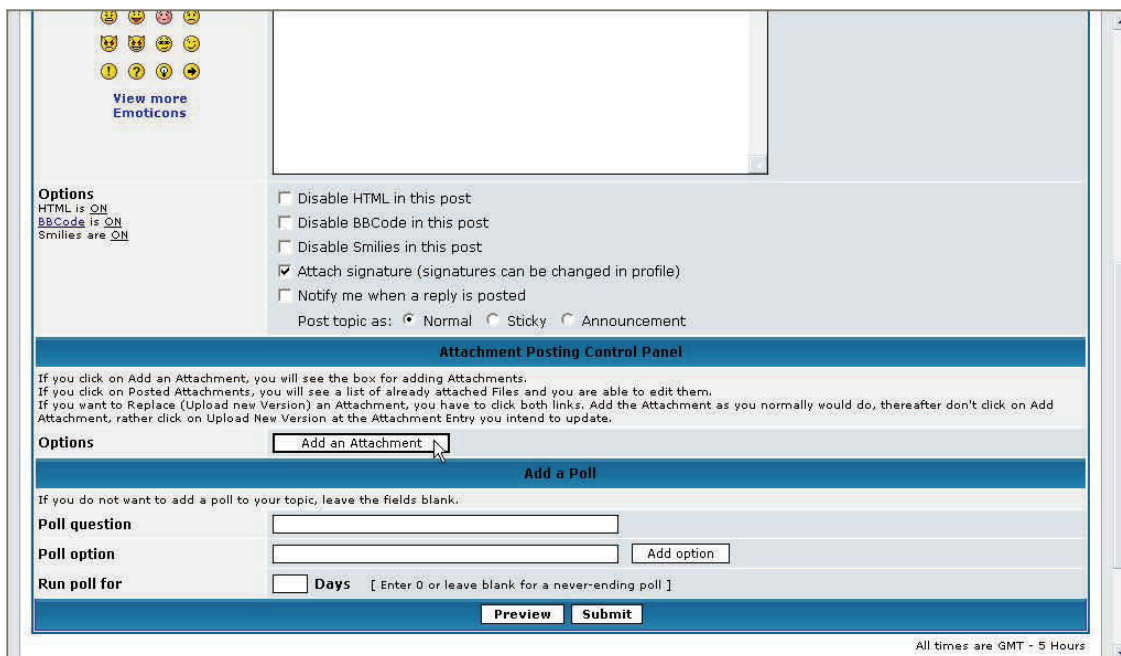 View more
Emoticons
Options
HTML is ON
BBCode is ON
Smilies are ON
Disable HTML in this post
Disable BBCode in this post
Disable Smilies in this post
Attach signature (signatures can be changed in profile)
Notify me when a reply is posted
Post topic as: Normal Sticky Announcement
Attachment Posting Control Panel
If you click on Add an Attachment, you will see the box for adding Attachments.
If you click on Posted Attachments, you will see a list of already attached Files and you are able to edit them.
If you want to Replace (Upload new Version) an Attachment, you have to click both links. Add the Attachment as you normally would do, thereafter don't click on Add
Attachment, rather click on Upload New Version at the Attachment Entry you intend to update.
Options Add an Attachment
Add a Poll
If you do not want to add a poll to your topic, leave the fields blank.
Poll question
Poll option Add option
Run poll for Days [ Enter 0 or leave blank for a never-ending poll ]
Preview Submit
All times are GMT - 5 Hours